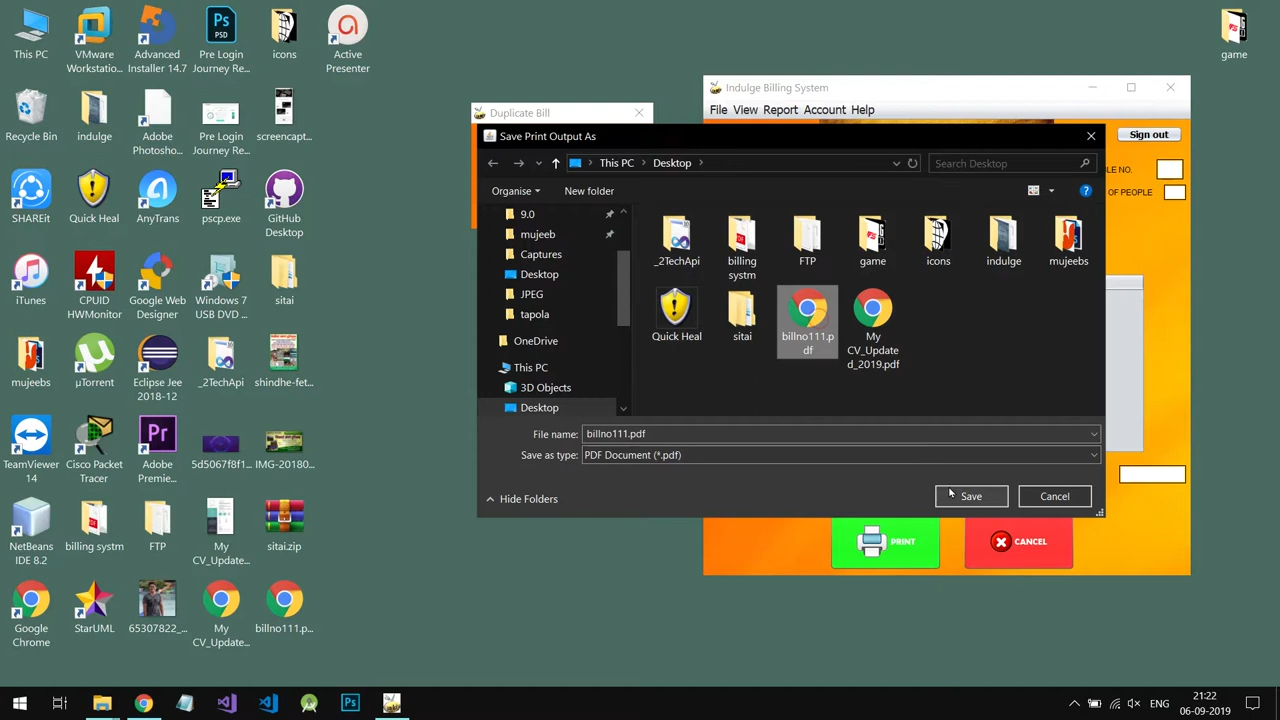 This PC
VMware
Workstatio...
Advanced
Installer 14.7
Pre Login
Journey Re...
icons
Active
Presenter
game
Recycle Bin
indulge
Adobe
Photosho...
Pre Login
Journey Re...
screencapt...
SHAREit
Quick Heal
AnyTrans
pscp.exe
GitHub
Desktop
iTunes
CPUID
HWMonitor
Google Web
Designer
Windows 7
USB DVD ...
sitai
mujeebs
µTorrent
Eclipse Jee
2018-12
_2TechApi
shindhe-fet...
TeamViewer
14
Cisco Packet
Tracer
Adobe
Premie...
5d5067f8f1...
IMG-20180...
NetBeans
IDE 8.2
billing systm
FTP
My
CV_Update...
sitai.zip
Google
Chrome
StarUML
65307822_...
My
CV_Update...
billno111.p...
Indulge Billing System
File View Report Account Help
Sign out
LE NO.
OF PEOPLE
Duplicate Bill
Save Print Output As
This PC
Desktop
Search Desktop
Organise
New folder
9.0
mujeeb
Captures
Desktop
JPEG
tapola
OneDrive
This PC
3D Objects
Desktop
_2TechApi
billing
systm
FTP
game
icons
indulge
mujeebs
Quick Heal
sitai
billno111.p
df
My
CV_Update
d_2019.pdf
File name:
billno111.pdf
Save as type:
PDF Document (*.pdf)
Hide Folders
Save
Cancel
PRINT
CANCEL
Ps
ENG
21:22
06-09-2019